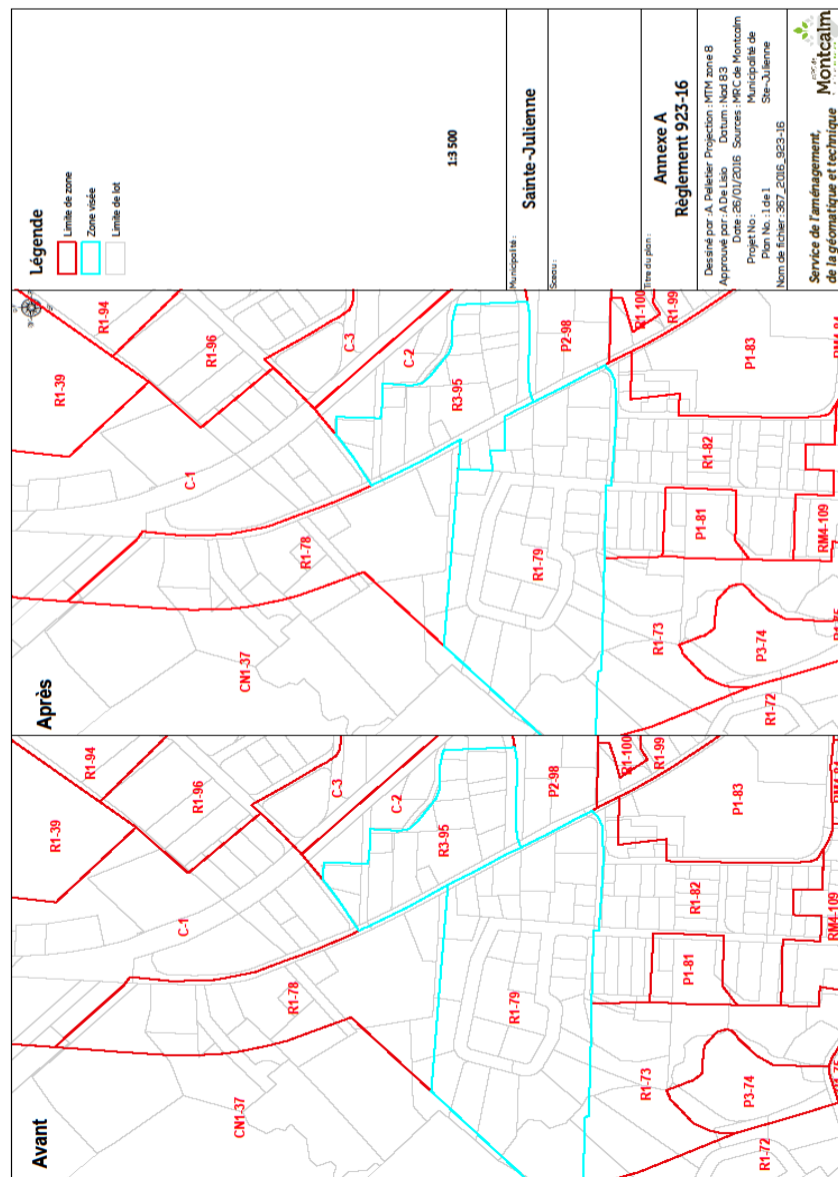 Avant
R1-39
R1-94
R1-96
C-1
C-3
C-2
R1-78
CN1-37
R3-95
P2-98
R1-79
R1-100
R1-99
P1-83
R1-82
P1-81
RM4-109
R1-73
P3-74
R1-72
Après
R1-39
R1-94
R1-96
C-1
C-3
C-2
R1-78
CN1-37
R3-95
P2-98
R1-79
R1-100
R1-99
P1-83
R1-82
P1-81
RM4-109
R1-73
P3-74
R1-72
Légende
Limite de zone
Zone visée
Limite de lot
1:3 500
Municipalité :
Sainte-Julienne
Sceau :
Titre du plan :
Annexe A
Règlement 923-16
Dessiné par : A. Pelletier Projection : MTM zone 8
Approuvé par : A De Lisio Datum : Nad 83
Date : 26/01/2016 Sources : MRC de Montcalm
Projet No : Municipalité de
Plan No. : 1 de 1 Ste-Julienne
Nom de fichier : 367_2016_923-16
Service de l'aménagement,
de la géomatique et technique
Montcalm